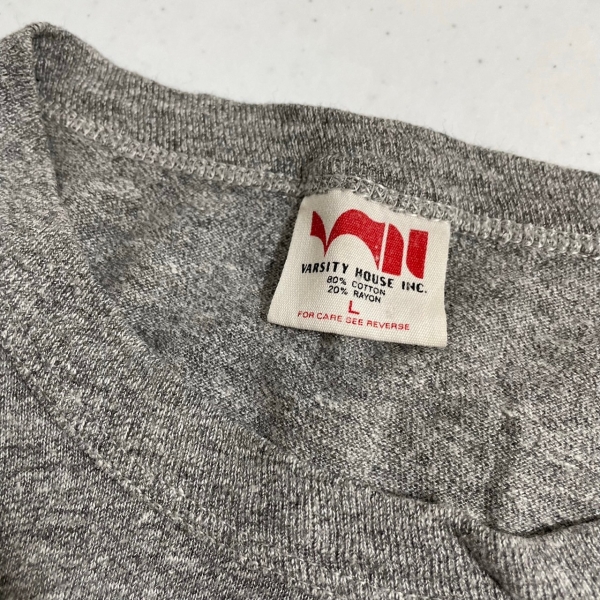 VARSITY HOUSE INC.
80% COTTON
20% RAYON
L
FOR CARE SEE REVERSE